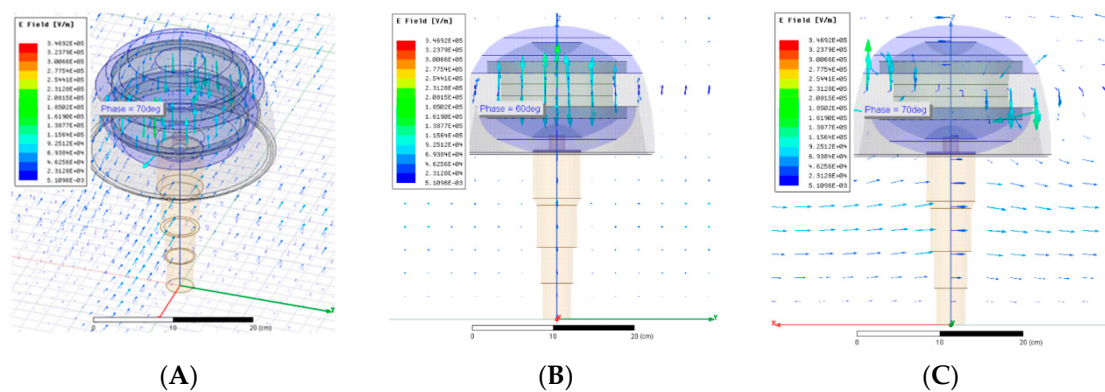 E Field [V/m]
3.4692E+05
3.2379E+05
3.0066E+05
2.7754E+05
2.5441E+05
2.3128E+05
2.0815E+05
1.8502E+05
1.6190E+05
1.3877E+05
1.1564E+05
9.2512E+04
6.9384E+04
4.6256E+04
2.3128E+04
5.1096E-03
Phase = 70deg
Y
0 10 20 (cm)
(A)
E Field [V/m]
3.4692E+05
3.2379E+05
3.0066E+05
2.7754E+05
2.5441E+05
2.3128E+05
2.0815E+05
1.8502E+05
1.6190E+05
1.3877E+05
1.1564E+05
9.2512E+04
6.9384E+04
4.6256E+04
2.3128E+04
5.1096E-03
Z
Phase = 60deg
Y
0 10 20 (cm)
(B)
E Field [V/m]
3.4692E+05
3.2379E+05
3.0066E+05
2.7754E+05
2.5441E+05
2.3128E+05
2.0815E+05
1.8502E+05
1.6190E+05
1.3877E+05
1.1564E+05
9.2512E+04
6.9384E+04
4.6256E+04
2.3128E+04
5.1096E-03
Z
Phase = 70deg
X
0 10 20 (cm)
(C)